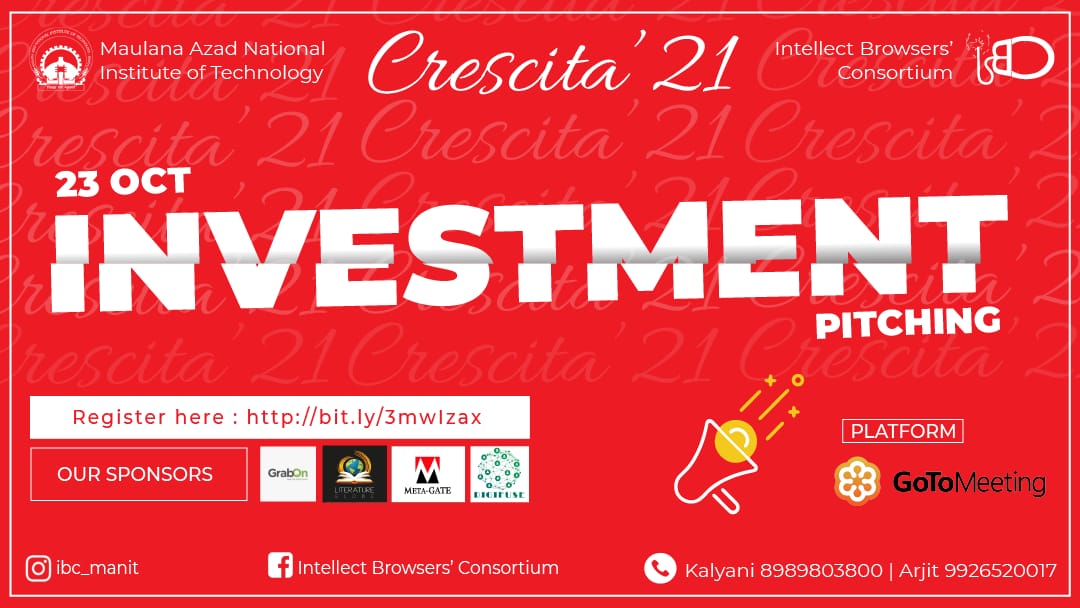 Maulana Azad National
Institute of Technology
Crescita' 21
Intellect Browsers'
Consortium
23 OCT
INVESTMENT
PITCHING
Register here : http://bit.ly/3mwIzax
OUR SPONSORS
GrabOn
LITERATURE
GLOBE
META-GATE
DIGIFUSE
PLATFORM
GoToMeeting
ibc_manit
Intellect Browsers' Consortium
Kalyani 8989803800 | Arjit 9926520017